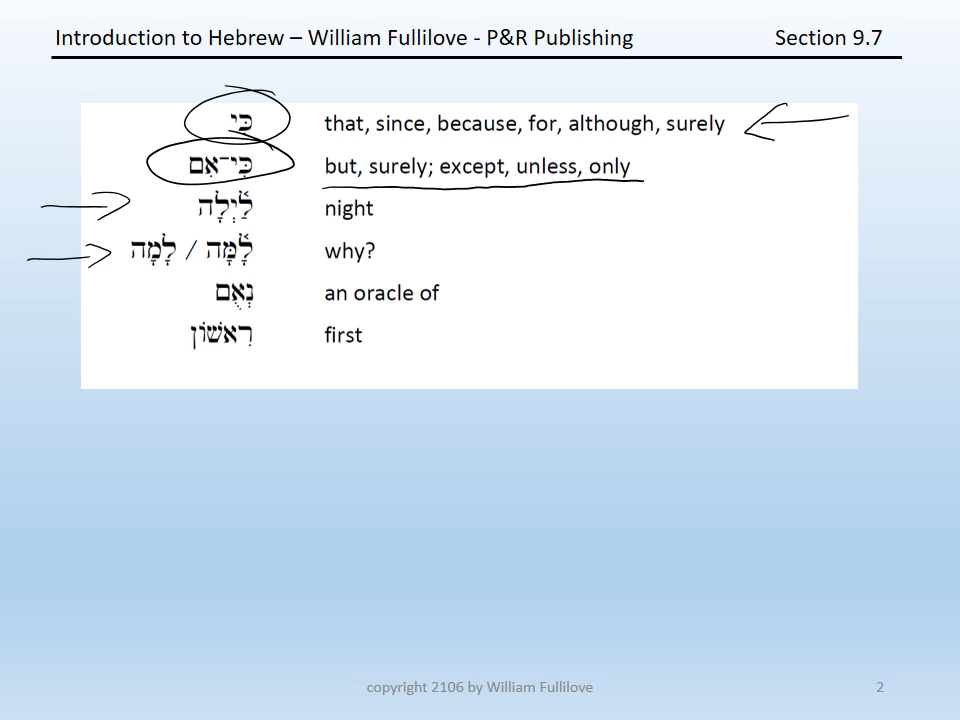 Introduction to Hebrew – William Fullilove - P&R Publishing Section 9.7
כִּי that, since, because, for, although, surely
כִּי־אִם but, surely; except, unless, only
לַ֫יְלָה night
לָ֫מָּה / לָמָה why?
נְאֻם an oracle of
רִאשׁוֹן first
copyright 2106 by William Fullilove 2